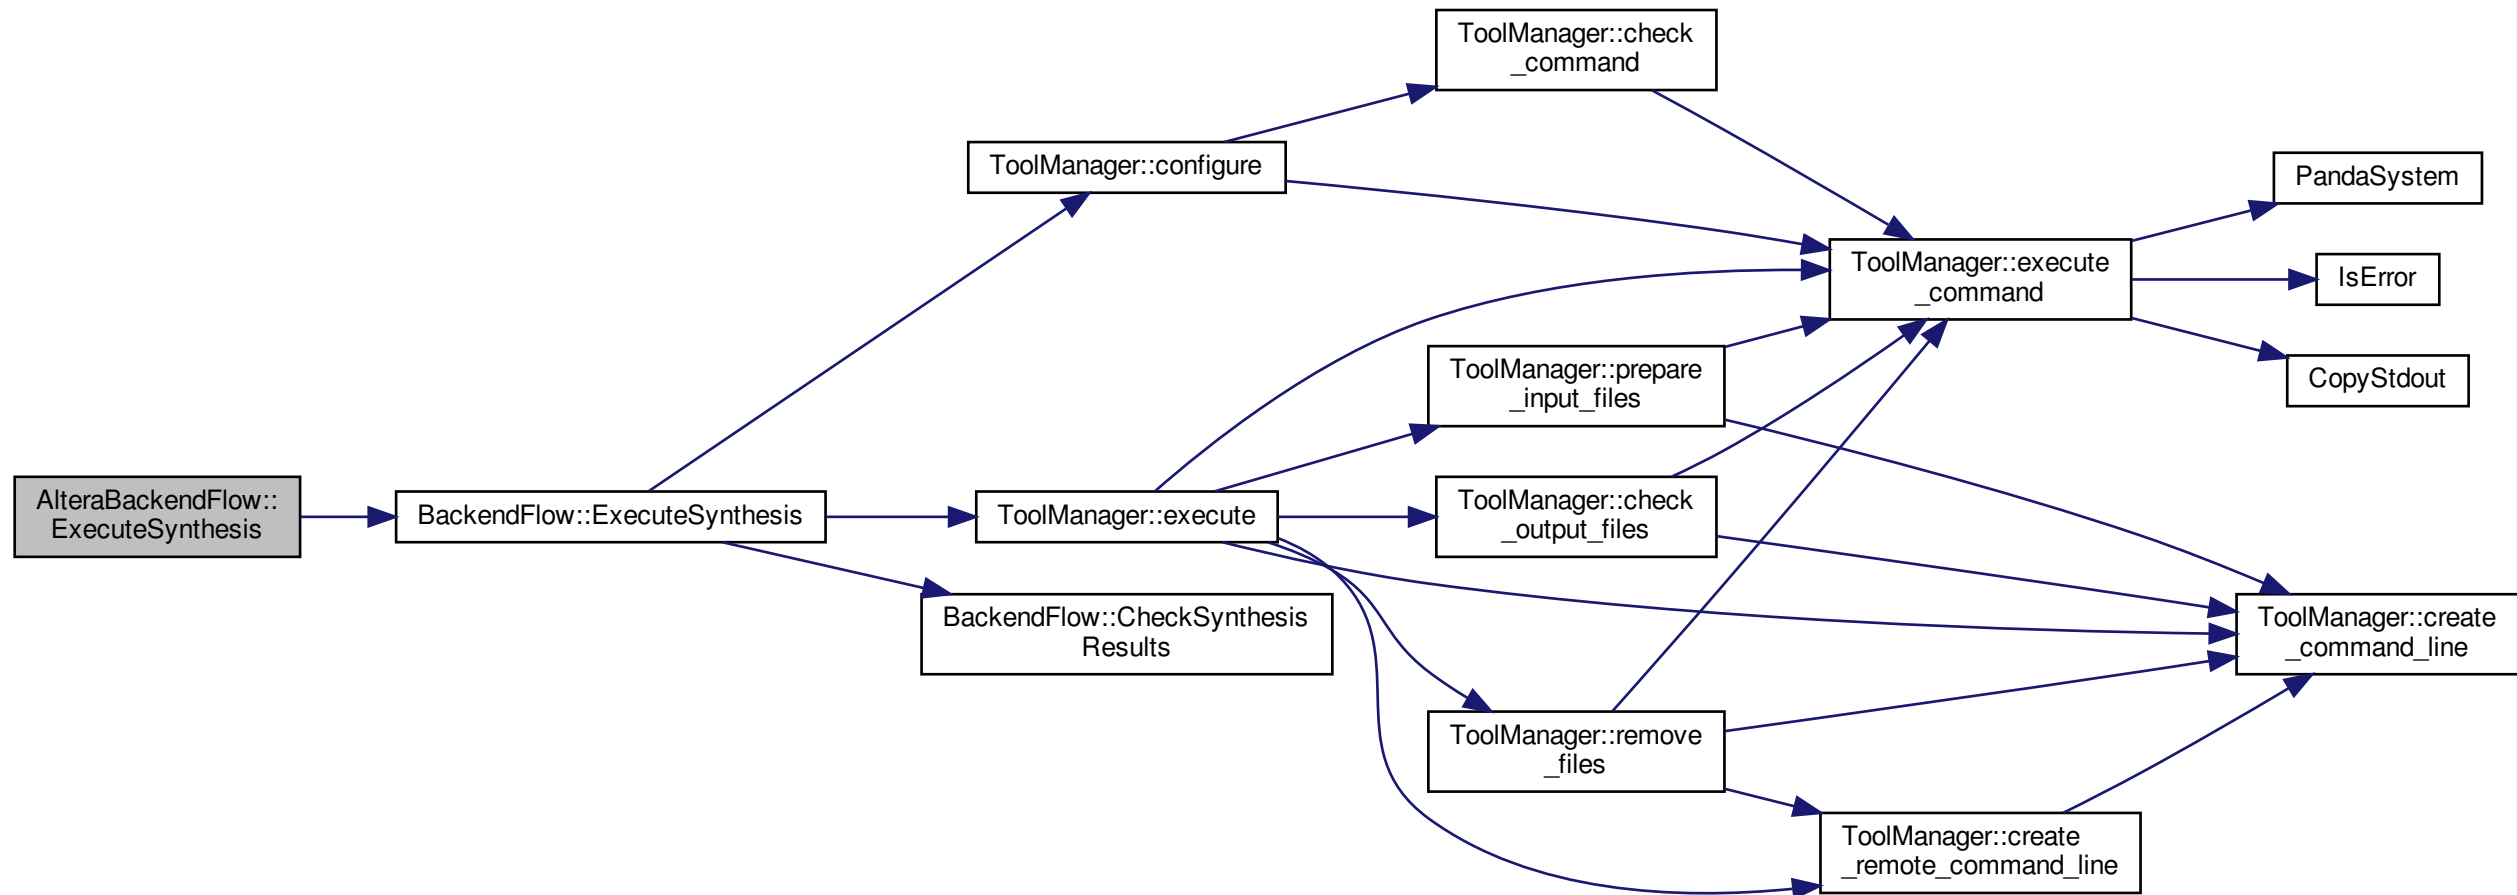 ToolManager::check
_command
ToolManager::configure
PandaSystem
ToolManager::execute
_command
IsError
ToolManager::prepare
_input_files
CopyStdout
AlteraBackendFlow::
ExecuteSynthesis
BackendFlow::ExecuteSynthesis
ToolManager::execute
ToolManager::check
_output_files
BackendFlow::CheckSynthesis
Results
ToolManager::create
_command_line
ToolManager::remove
_files
ToolManager::create
_remote_command_line